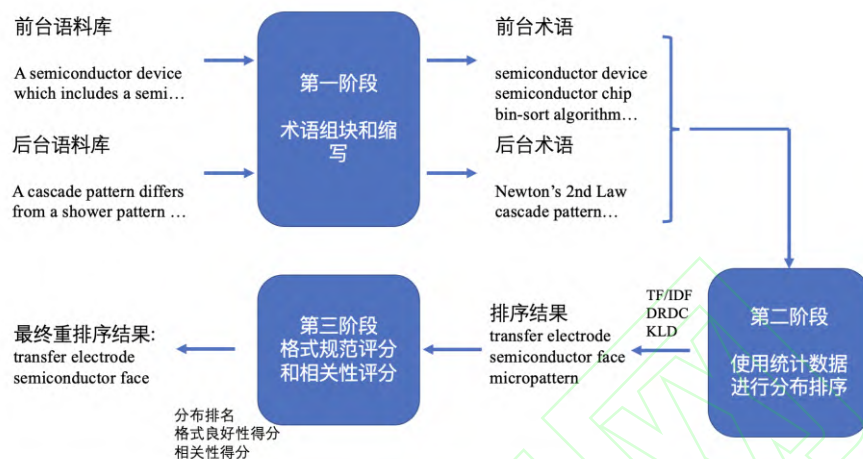 前台语料库
A semiconductor device
which includes a semi…
后台语料库
A cascade pattern differs
from a shower pattern …
第一阶段
术语组块和缩
写
前台术语
semiconductor device
semiconductor chip
bin-sort algorithm…
后台术语
Newton's 2nd Law
cascade pattern…
第二阶段
使用统计数据
进行分布排序
TF/IDF
DRDC
KLD
排序结果
transfer electrode
semiconductor face
micropattern
第三阶段
格式规范评分
和相关性评分
最终重排序结果:
transfer electrode
semiconductor face
分布排名
格式良好性得分
相关性得分